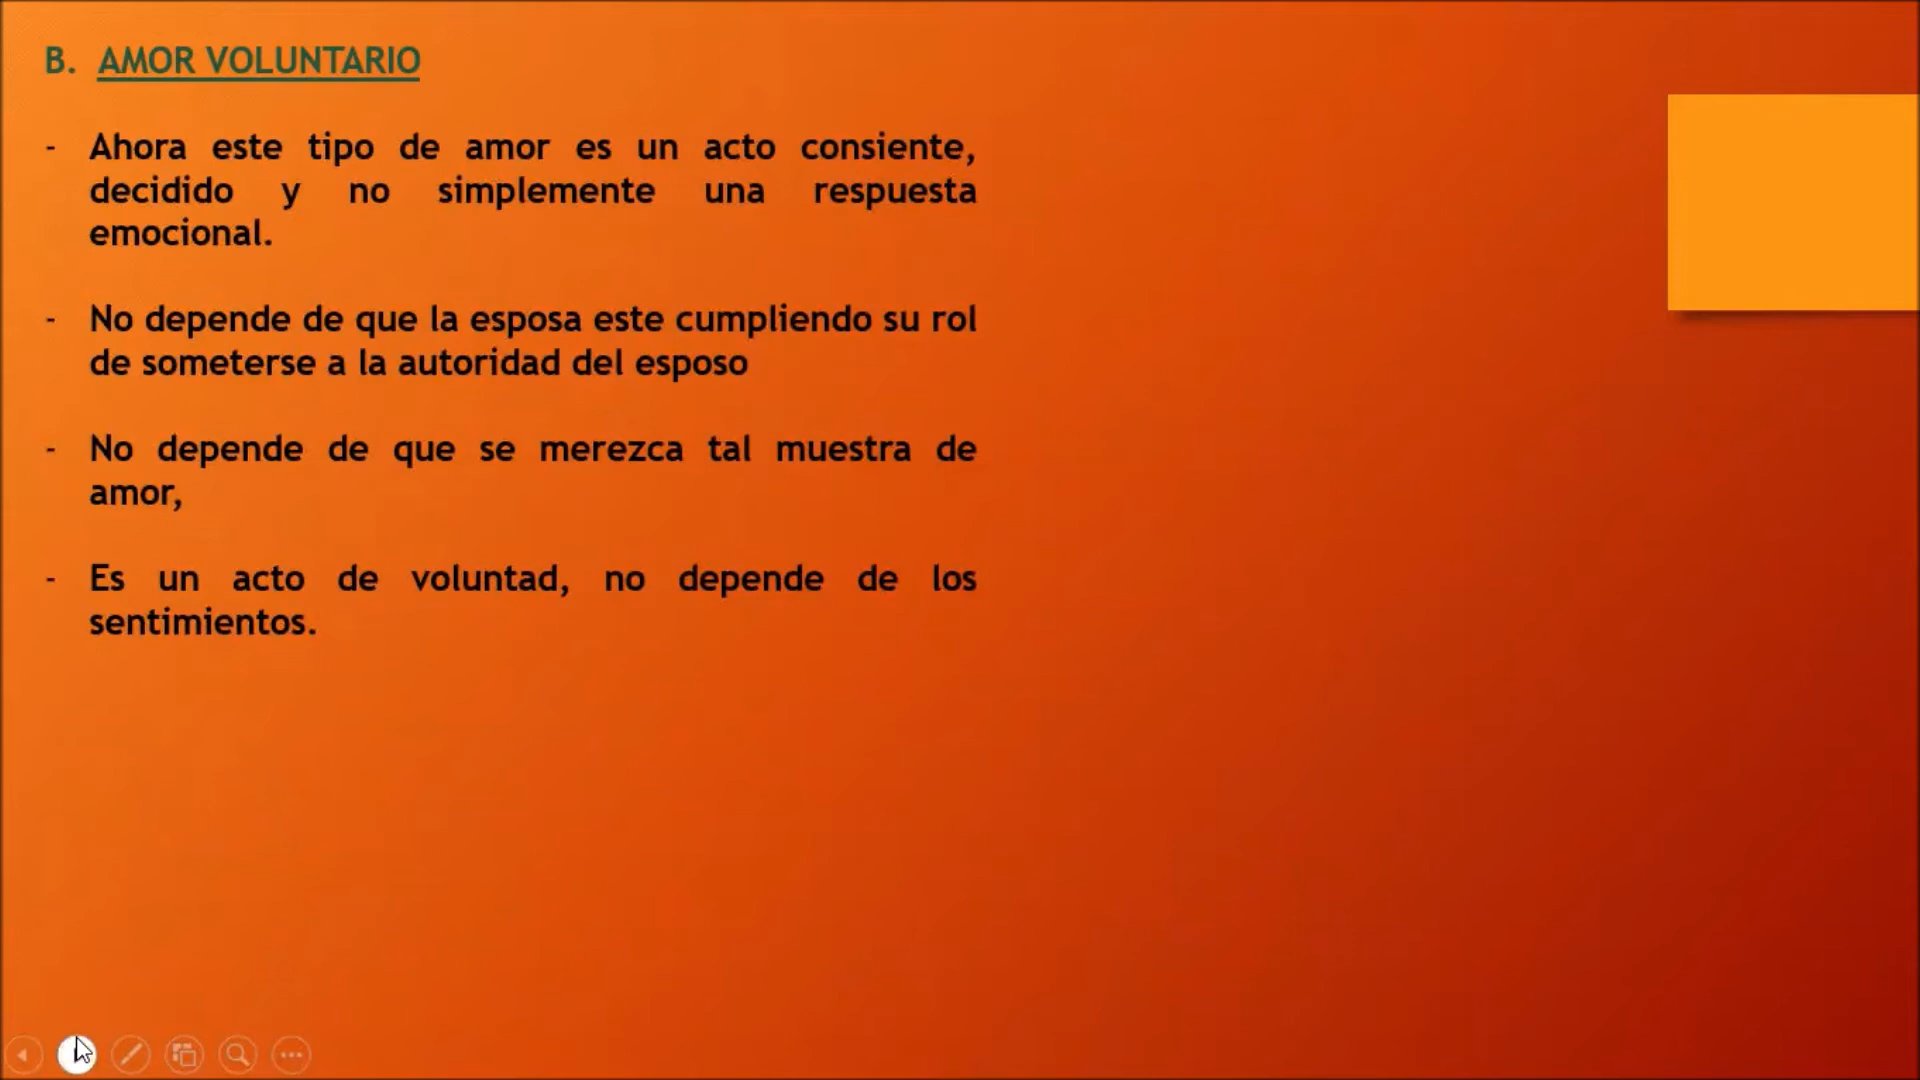 B. AMOR VOLUNTARIO
- Ahora este tipo de amor es un acto consiente,
decidido y no simplemente una respuesta
emocional.
- No depende de que la esposa este cumpliendo su rol
de someterse a la autoridad del esposo
- No depende de que se merezca tal muestra de
amor,
- Es un acto de voluntad, no depende de los
sentimientos.